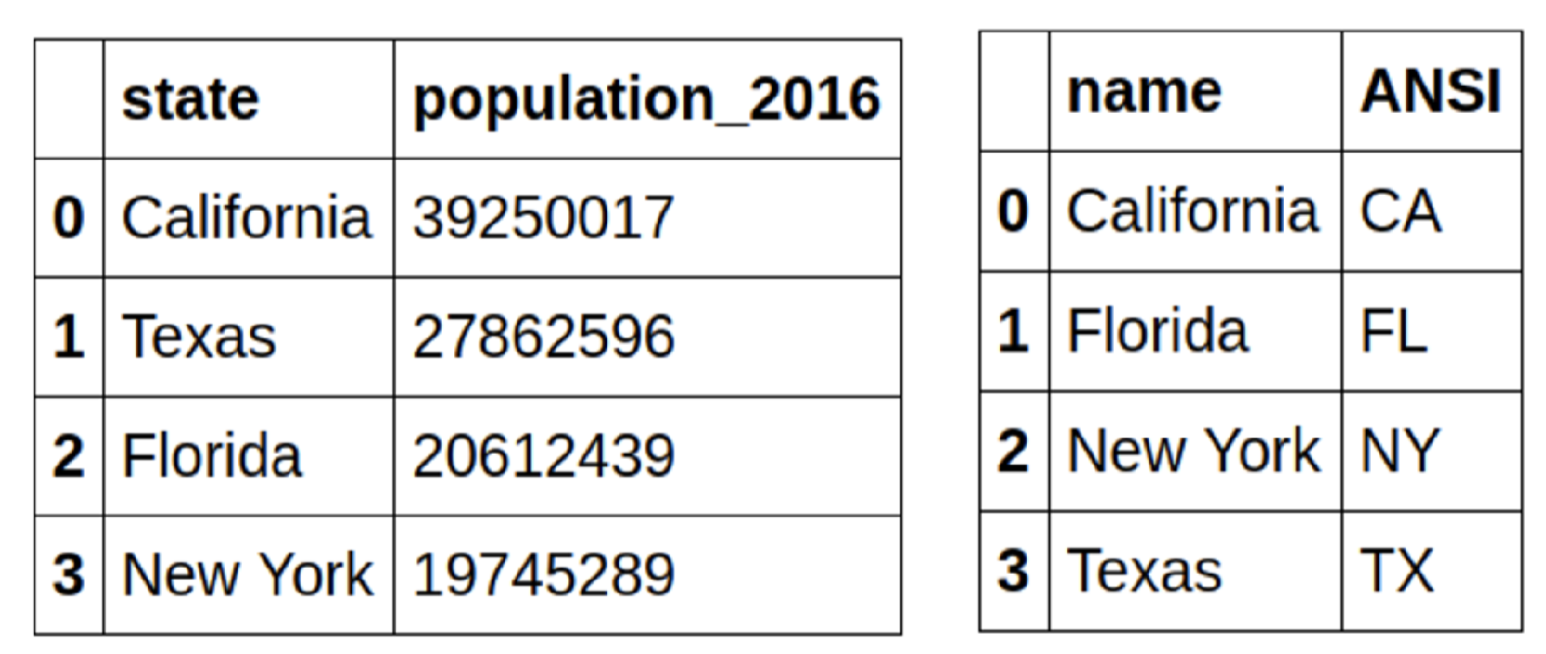 state population_2016
0 California 39250017
1 Texas 27862596
2 Florida 20612439
3 New York 19745289
name ANSI
0 California CA
1 Florida FL
2 New York NY
3 Texas TX